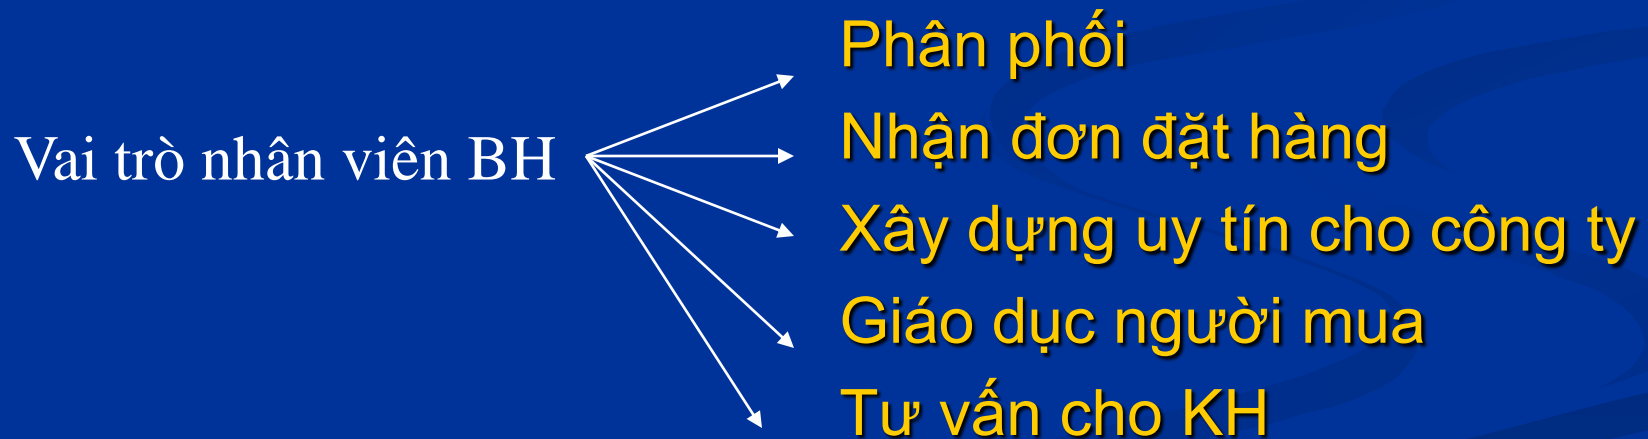 Vai trò nhân viên BH
Phân phối
Nhận đơn đặt hàng
Xây dựng uy tín cho công ty
Giáo dục người mua
Tư vấn cho KH